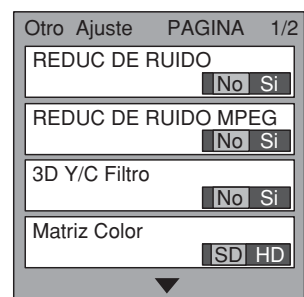 Otro Ajuste PAGINA 1/2
REDUC DE RUIDO
No Si
REDUC DE RUIDO MPEG
No Si
3D Y/C Filtro
No Si
Matriz Color
SD HD